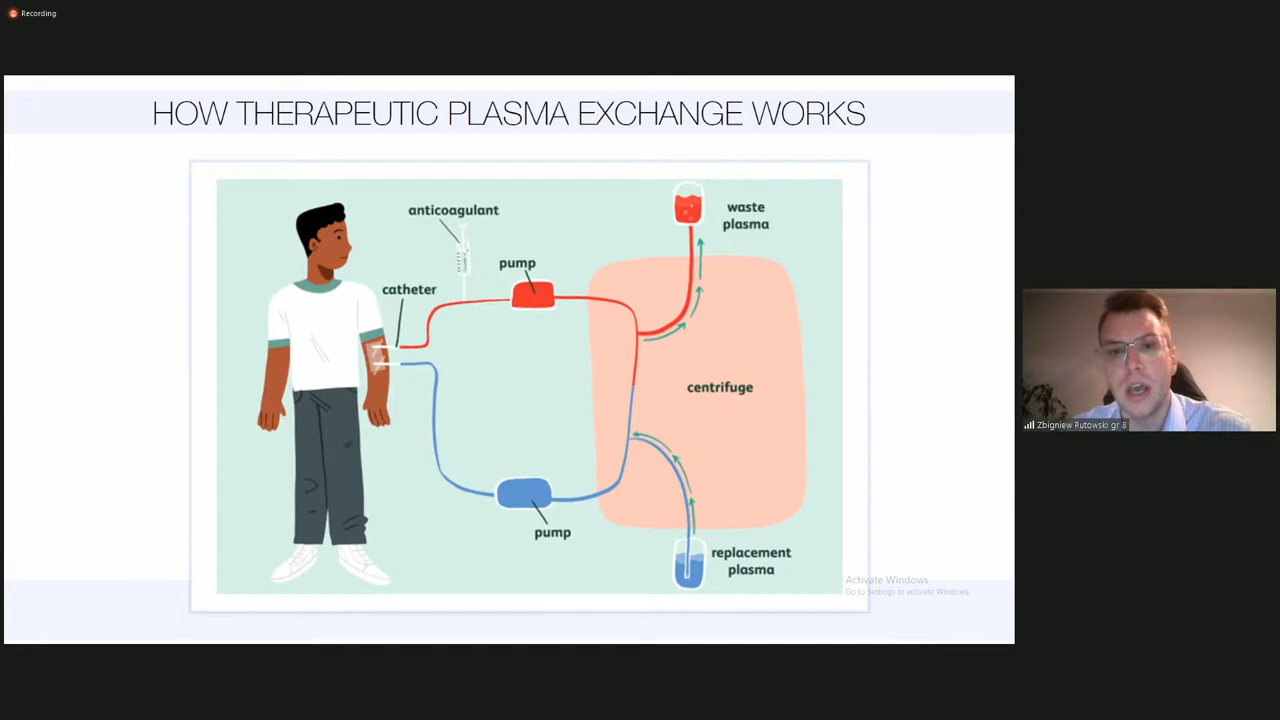 Recording
HOW THERAPEUTIC PLASMA EXCHANGE WORKS
anticoagulant
waste
plasma
pump
catheter
centrifuge
pump
replacement
plasma
Activate Windows
Go to Settings to activate Windows.
Zbigniew Putowski gr 8